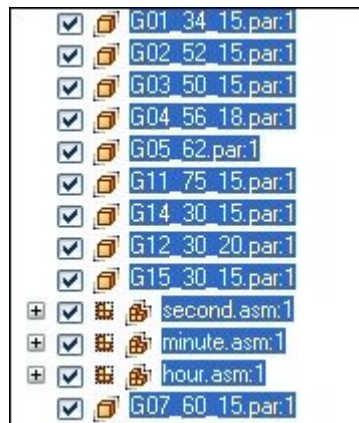 G01_34_15.par:1
G02_52_15.par:1
G03_50_15.par:1
G04_56_18.par:1
G05_62.par:1
G11_75_15.par:1
G14_30_15.par:1
G12_30_20.par:1
G15_30_15.par:1
second.asm:1
minute.asm:1
hour.asm:1
G07_60_15.par:1